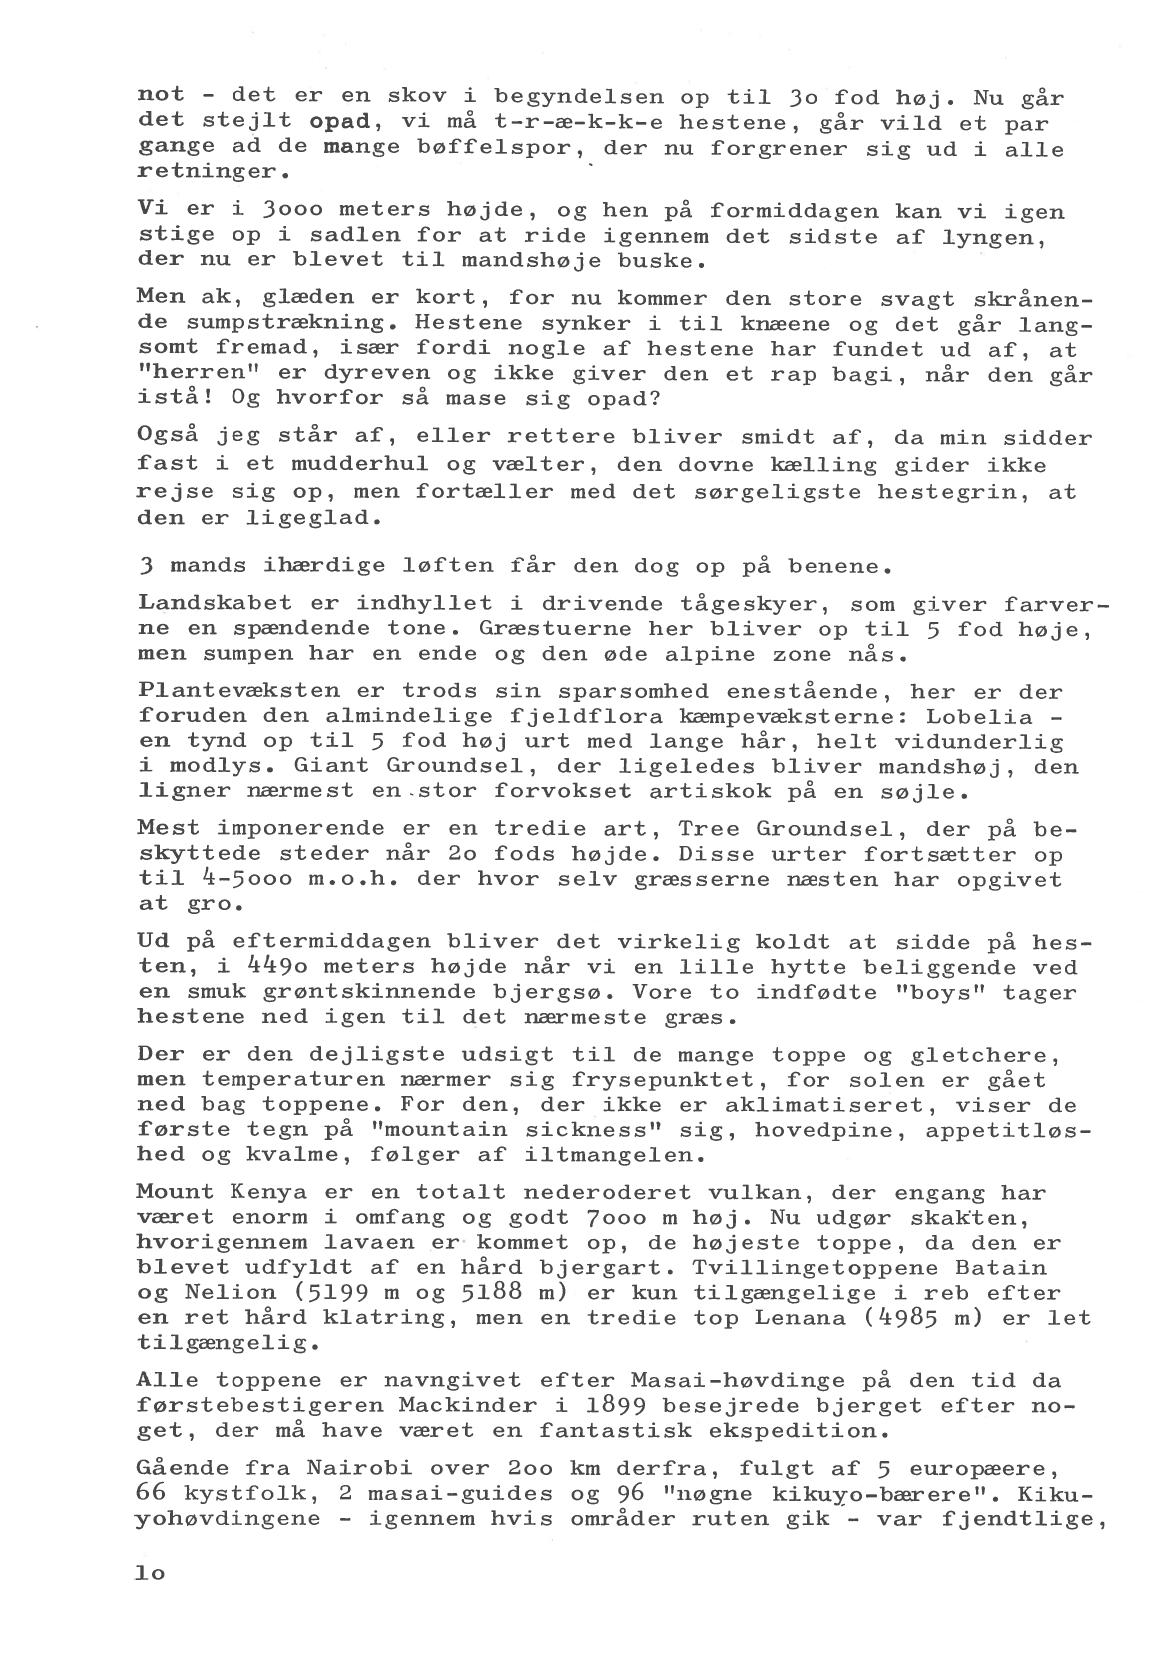 not - det er en skov i begyndelsen op til 3o fod høj. Nu går
det stejlt opad, vi må t-r-æ-k-k-e hestene, går vild et par
gange ad de mange bøffelspor, der nu forgrener sig ud i alle
retninger.
Vi er i 3ooo meters højde, og hen på formiddagen kan vi igen
stige op i sadlen for at ride igennem det sidste af lyngen,
der nu er blevet til mandshøje buske.
Men ak, glæden er kort, for nu kommer den store svagt skrånen-
de sumpstrækning. Hestene synker i til knæene og det går lang-
somt fremad, især fordi nogle af hestene har fundet ud af, at
"herren" er dyreven og ikke giver den et rap bagi, når den går
istå! Og hvorfor så mase sig opad?
Også jeg står af, eller rettere bliver smidt af, da min sidder
fast i et mudderhul og vælter, den dovne kælling gider ikke
rejse sig op, men fortæller med det sørgeligste hestegrin, at
den er ligeglad.
3 mands ihærdige løften får den dog op på benene.
Landskabet er indhyllet i drivende tågeskyer, som giver farver-
ne en spændende tone. Græstuerne her bliver op til 5 fod høje,
men sumpen har en ende og den øde alpine zone nås.
Plantevæksten er trods sin sparsomhed enestående, her er der
foruden den almindelige fjeldflora kæmpevæksterne: Lobelia -
en tynd op til 5 fod høj urt med lange hår, helt vidunderlig
i modlys. Giant Groundsel, der ligeledes bliver mandshøj, den
ligner nærmest en stor forvokset artiskok på en søjle.
Mest imponerende er en tredie art, Tree Groundsel, der på be-
skyttede steder når 2o fods højde. Disse urter fortsætter op
til 4-5ooo m.o.h. der hvor selv græsserne næsten har opgivet
at gro.
Ud på eftermiddagen bliver det virkelig koldt at sidde på hes-
ten, i 449o meters højde når vi en lille hytte beliggende ved
en smuk grøntskinnende bjergsø. Vore to indfødte "boys" tager
hestene ned igen til det nærmeste græs.
Der er den dejligste udsigt til de mange toppe og gletchere,
men temperaturen nærmer sig frysepunktet, for solen er gået
ned bag toppene. For den, der ikke er aklimatiseret, viser de
første tegn på "mountain sickness" sig, hovedpine, appetitløs-
hed og kvalme, følger af iltmangelen.
Mount Kenya er en totalt nederoderet vulkan, der engang har
været enorm i omfang og godt 7ooo m høj. Nu udgør skakten,
hvorigennem lavaen er kommet op, de højeste toppe, da den er
blevet udfyldt af en hård bjergart. Tvillingetoppene Batain
og Nelion (5199 m og 5188 m) er kun tilgængelige i reb efter
en ret hård klatring, men en tredie top Lenana (4985 m) er let
tilgængelig.
Alle toppene er navngivet efter Masai-høvdinge på den tid da
førstebestigeren Mackinder i 1899 besejrede bjerget efter no-
get, der må have været en fantastisk ekspedition.
Gående fra Nairobi over 2oo km derfra, fulgt af 5 europæere,
66 kystfolk, 2 masai-guides og 96 "nøgne kikuyo-bærere". Kiku-
yohøvdingene - igennem hvis områder ruten gik - var fjendtlige,
lo